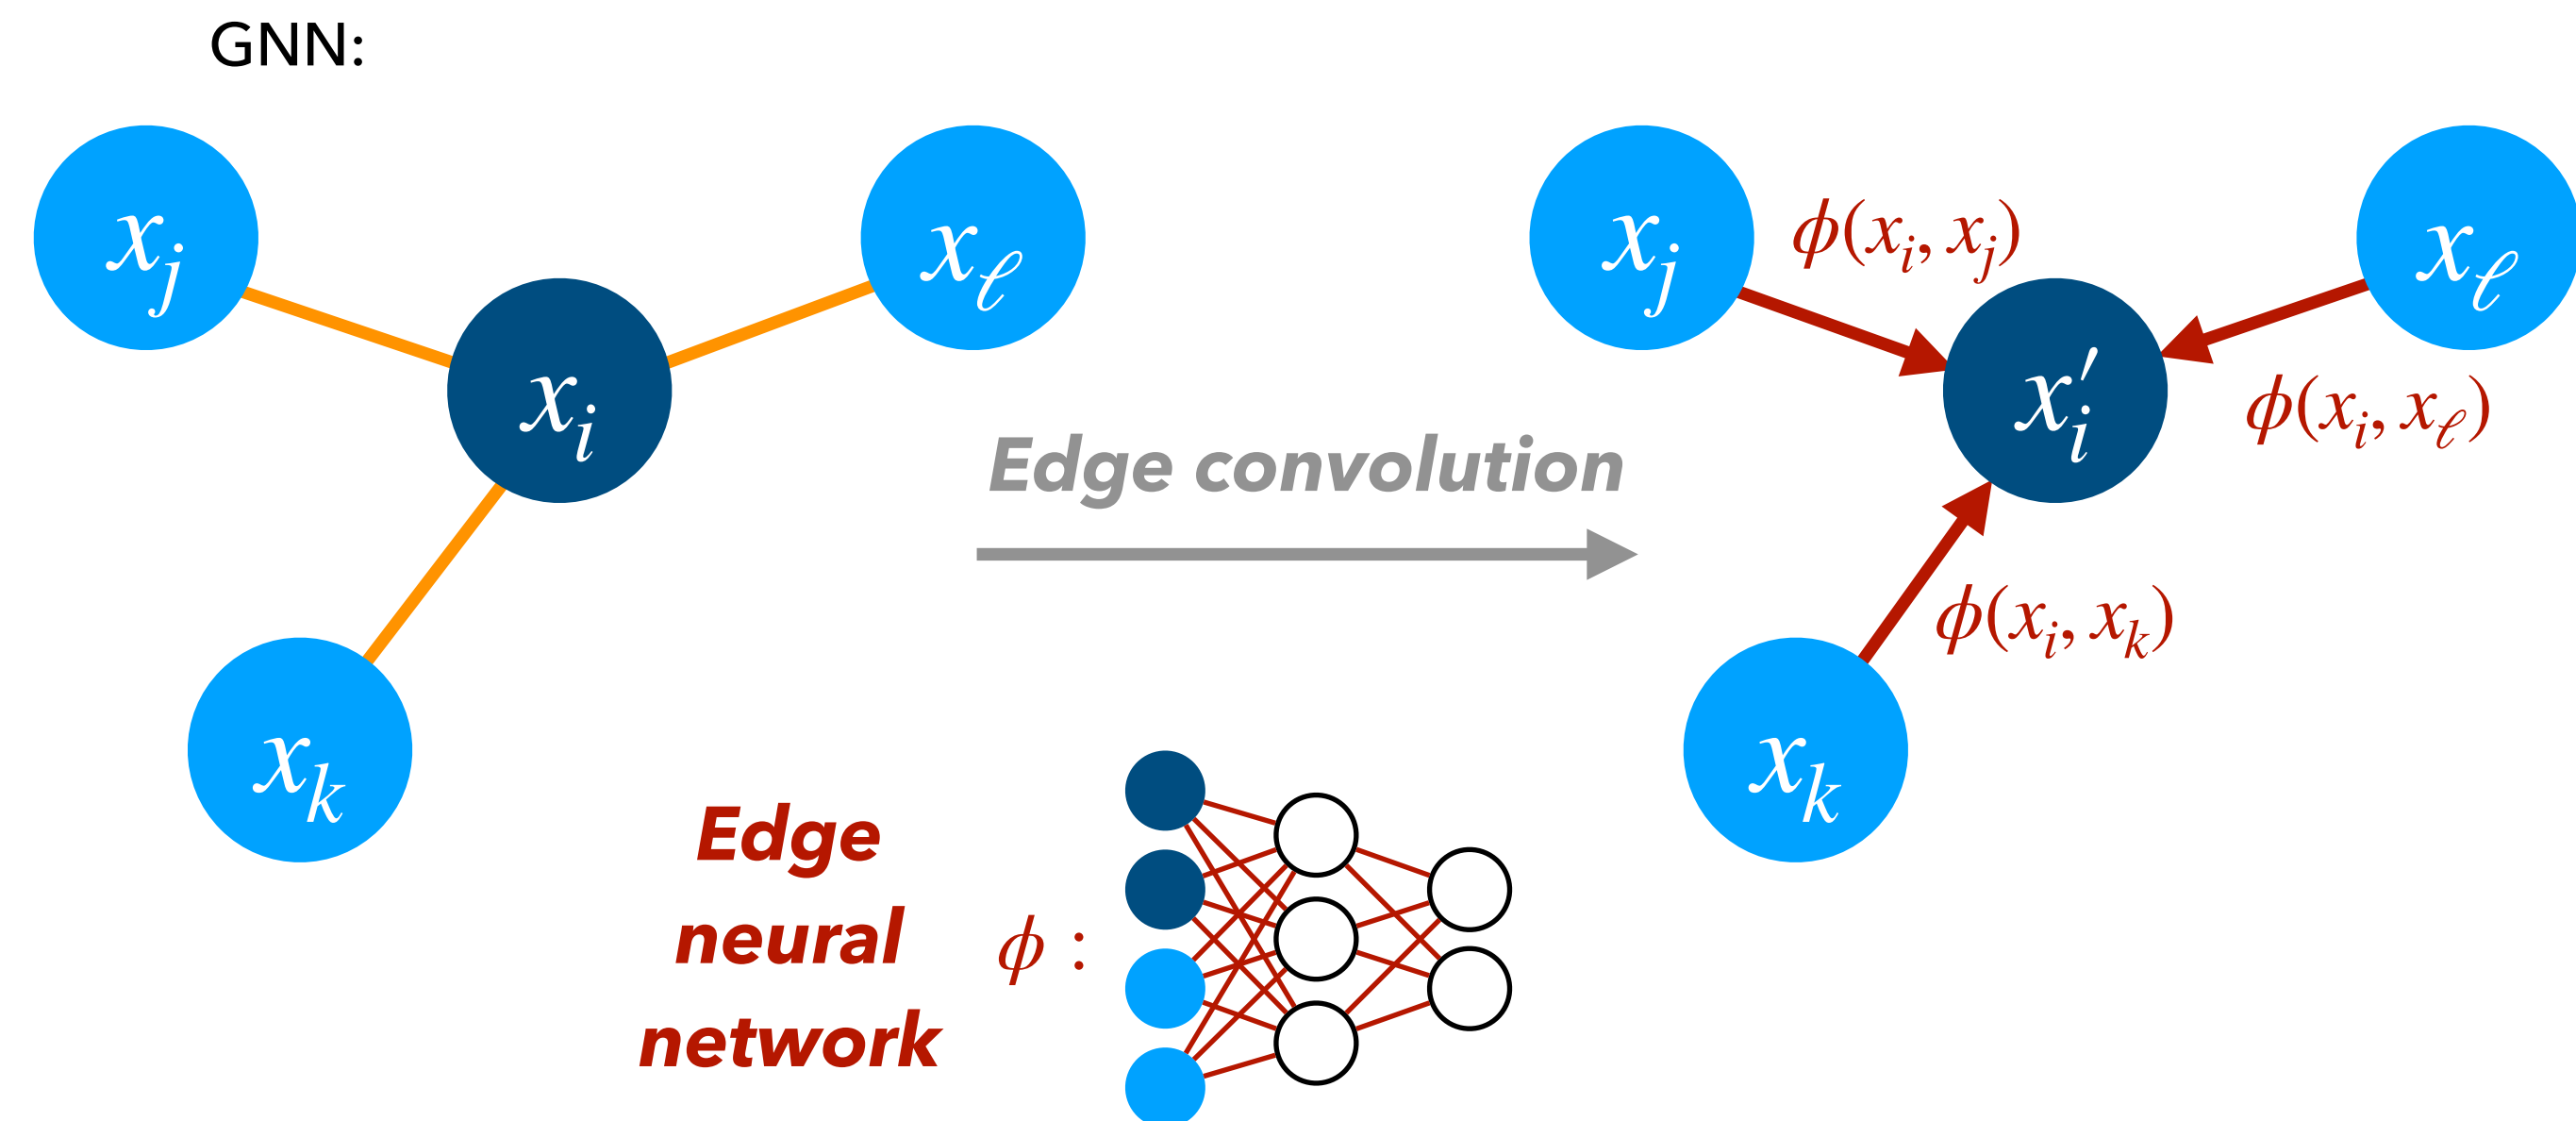 GNN:
x_j
x_ℓ
x_i
x_k
Edge convolution
x_j
ϕ(x_i, x_j)
x_ℓ
x′_i
ϕ(x_i, x_ℓ)
ϕ(x_i, x_k)
x_k
Edge
neural
network
ϕ :